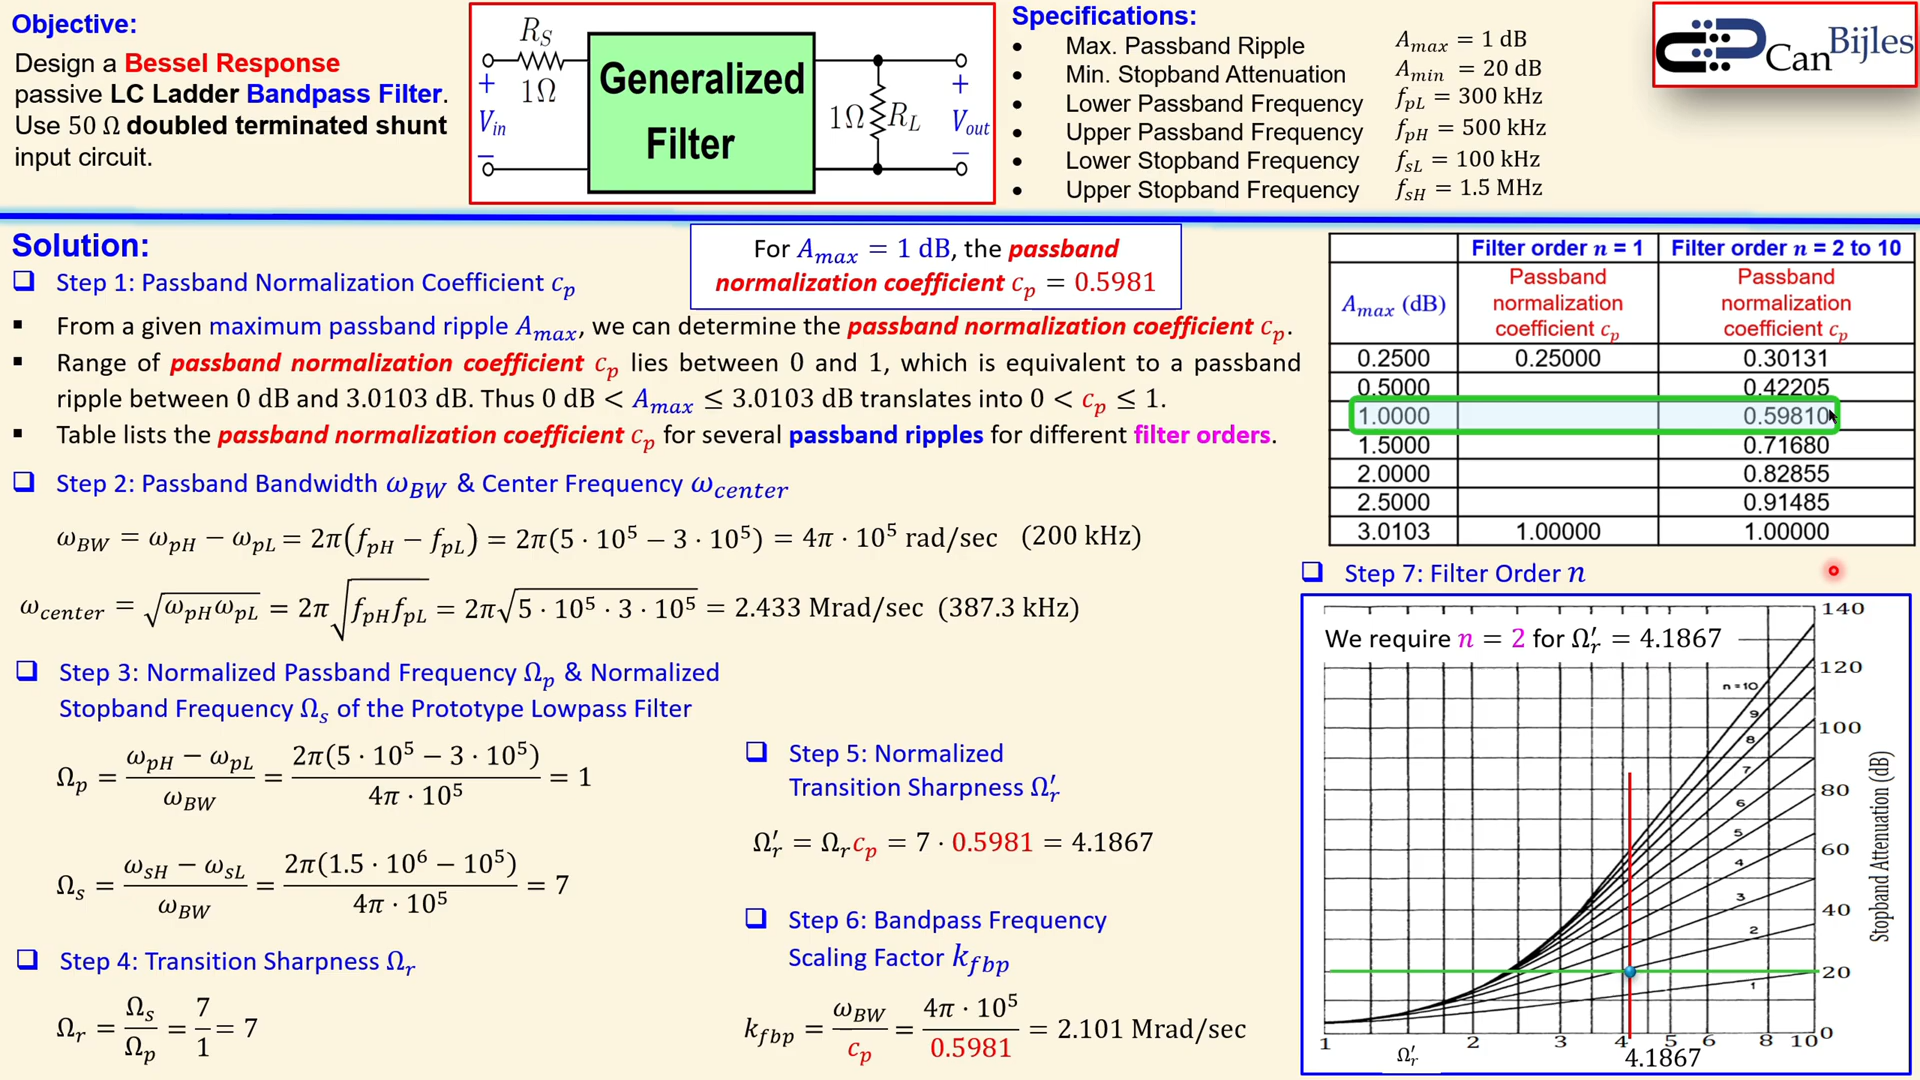 Objective:
Design a Bessel Response
passive LC Ladder Bandpass Filter.
Use 50 Ω doubled terminated shunt
input circuit.
R_S
1Ω
+
V_in
−
Generalized
Filter
1Ω
R_L
+
V_out
−
Specifications:
• Max. Passband Ripple A_max = 1 dB
• Min. Stopband Attenuation A_min = 20 dB
• Lower Passband Frequency f_pL = 300 kHz
• Upper Passband Frequency f_pH = 500 kHz
• Lower Stopband Frequency f_sL = 100 kHz
• Upper Stopband Frequency f_sH = 1.5 MHz
CanBijles
Solution:
For A_max = 1 dB, the passband
normalization coefficient c_p = 0.5981
❑ Step 1: Passband Normalization Coefficient c_p
▪ From a given maximum passband ripple A_max, we can determine the passband normalization coefficient c_p.
▪ Range of passband normalization coefficient c_p lies between 0 and 1, which is equivalent to a passband
ripple between 0 dB and 3.0103 dB. Thus 0 dB < A_max ≤ 3.0103 dB translates into 0 < c_p ≤ 1.
▪ Table lists the passband normalization coefficient c_p for several passband ripples for different filter orders.
❑ Step 2: Passband Bandwidth ω_BW & Center Frequency ω_center
ω_BW = ω_pH − ω_pL = 2π(f_pH − f_pL) = 2π(5 · 10^5 − 3 · 10^5) = 4π · 10^5 rad/sec (200 kHz)
ω_center = √(ω_pH ω_pL) = 2π√(f_pH f_pL) = 2π√(5 · 10^5 · 3 · 10^5) = 2.433 Mrad/sec (387.3 kHz)
❑ Step 3: Normalized Passband Frequency Ω_p & Normalized
Stopband Frequency Ω_s of the Prototype Lowpass Filter
Ω_p = (ω_pH − ω_pL)/ω_BW = 2π(5 · 10^5 − 3 · 10^5)/(4π · 10^5) = 1
Ω_s = (ω_sH − ω_sL)/ω_BW = 2π(1.5 · 10^6 − 10^5)/(4π · 10^5) = 7
❑ Step 4: Transition Sharpness Ω_r
Ω_r = Ω_s/Ω_p = 7/1 = 7
❑ Step 5: Normalized
Transition Sharpness Ω′_r
Ω′_r = Ω_r c_p = 7 · 0.5981 = 4.1867
❑ Step 6: Bandpass Frequency
Scaling Factor k_fbp
k_fbp = ω_BW/c_p = 4π · 10^5/0.5981 = 2.101 Mrad/sec
Filter order n = 1 Filter order n = 2 to 10
A_max (dB) Passband normalization coefficient c_p Passband normalization coefficient c_p
0.2500 0.25000 0.30131
0.5000 0.42205
1.0000 0.59810
1.5000 0.71680
2.0000 0.82855
2.5000 0.91485
3.0103 1.00000 1.00000
❑ Step 7: Filter Order n
We require n = 2 for Ω′_r = 4.1867
n=10
9
8
7
6
5
4
3
2
1
140
120
100
80
60
40
20
0
Stopband Attenuation (dB)
1 2 3 4 5 6 8 10
Ω′_r
4.1867